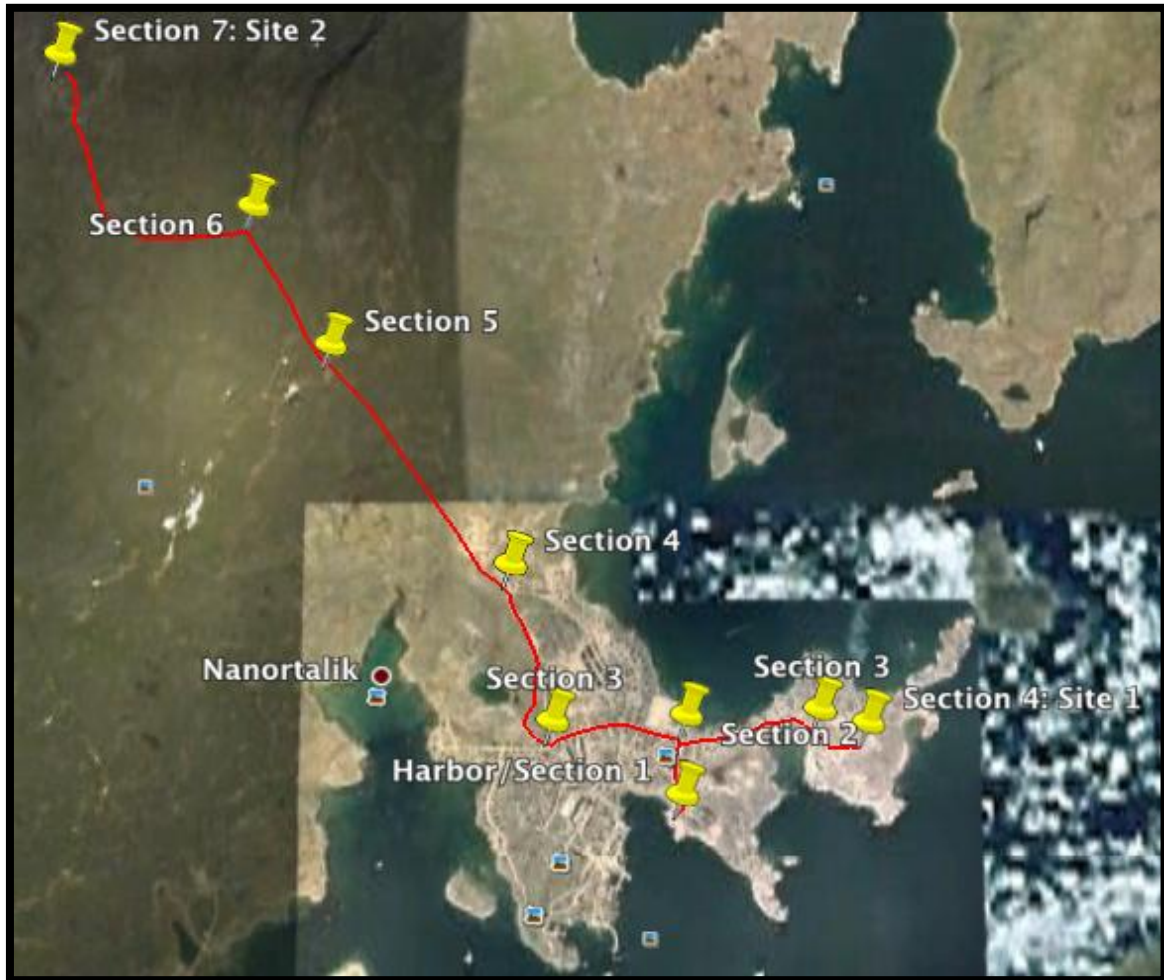 Section 7: Site 2
Section 6
Section 5
Section 4
Nanortalik
Section 3
Section 3
Section 4: Site 1
Section 2
Harbor/Section 1